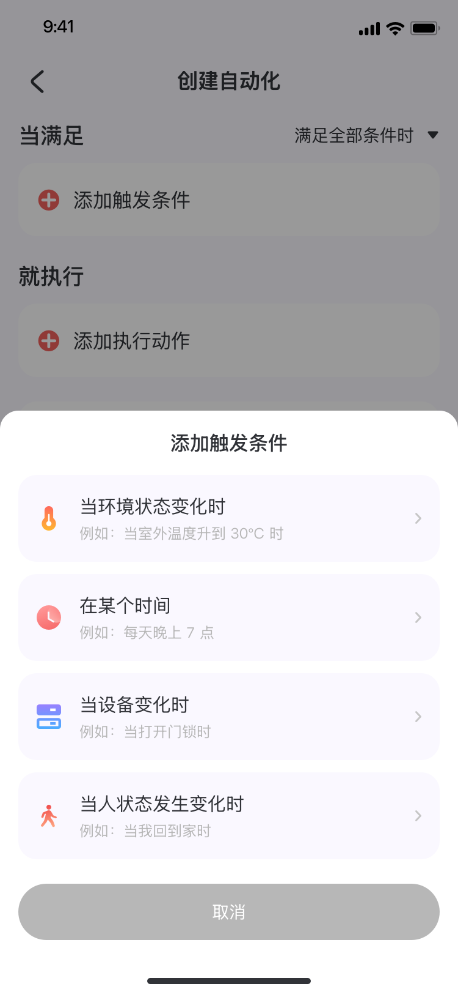 9:41
创建自动化
当满足
满足全部条件时
添加触发条件
就执行
添加执行动作
添加触发条件
当环境状态变化时
例如：当室外温度升到 30℃ 时
在某个时间
例如：每天晚上 7 点
当设备变化时
例如：当打开门锁时
当人状态发生变化时
例如：当我回到家时
取消